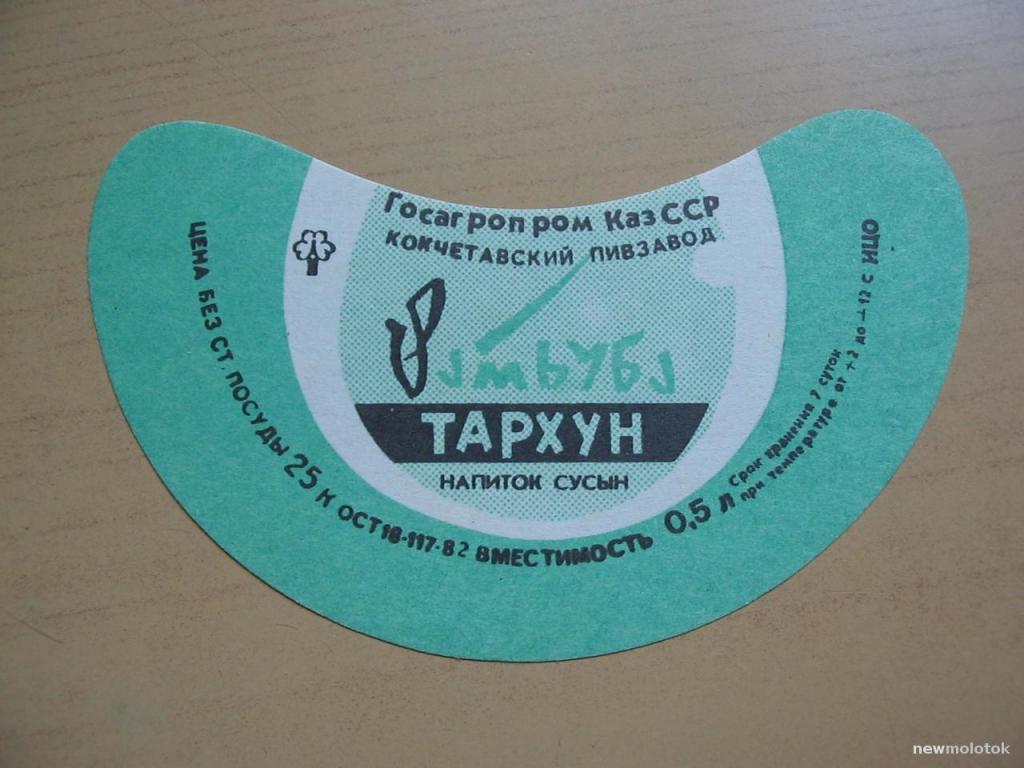 Госагропром КазССР
КОКЧЕТАВСКИЙ ПИВЗАВОД
ТАРХУН
НАПИТОК СУСЫН
ЦЕНА БЕЗ СТ. ПОСУДЫ 25 К ОСТ18-117-82 ВМЕСТИМОСТЬ 0,5 л
Срок хранения 7 суток
при температуре от +2 до +12 С НЦО
newmolotok